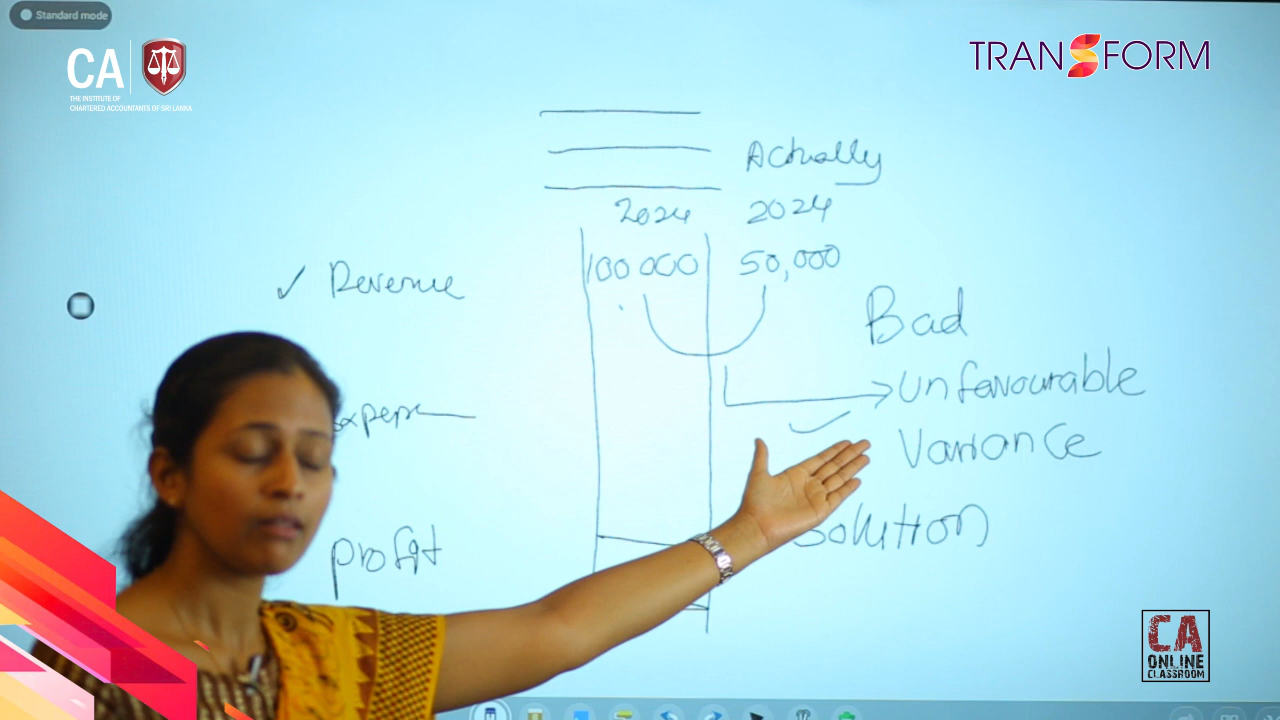 Standard mode
CA
THE INSTITUTE OF
CHARTERED ACCOUNTANTS OF SRI LANKA
TRANSFORM
Actually
2024 2024
✓ Revenue 100 000 50,000
Bad
unfavourable
Variance
solution
profit
CA
ONLINE
CLASSROOM